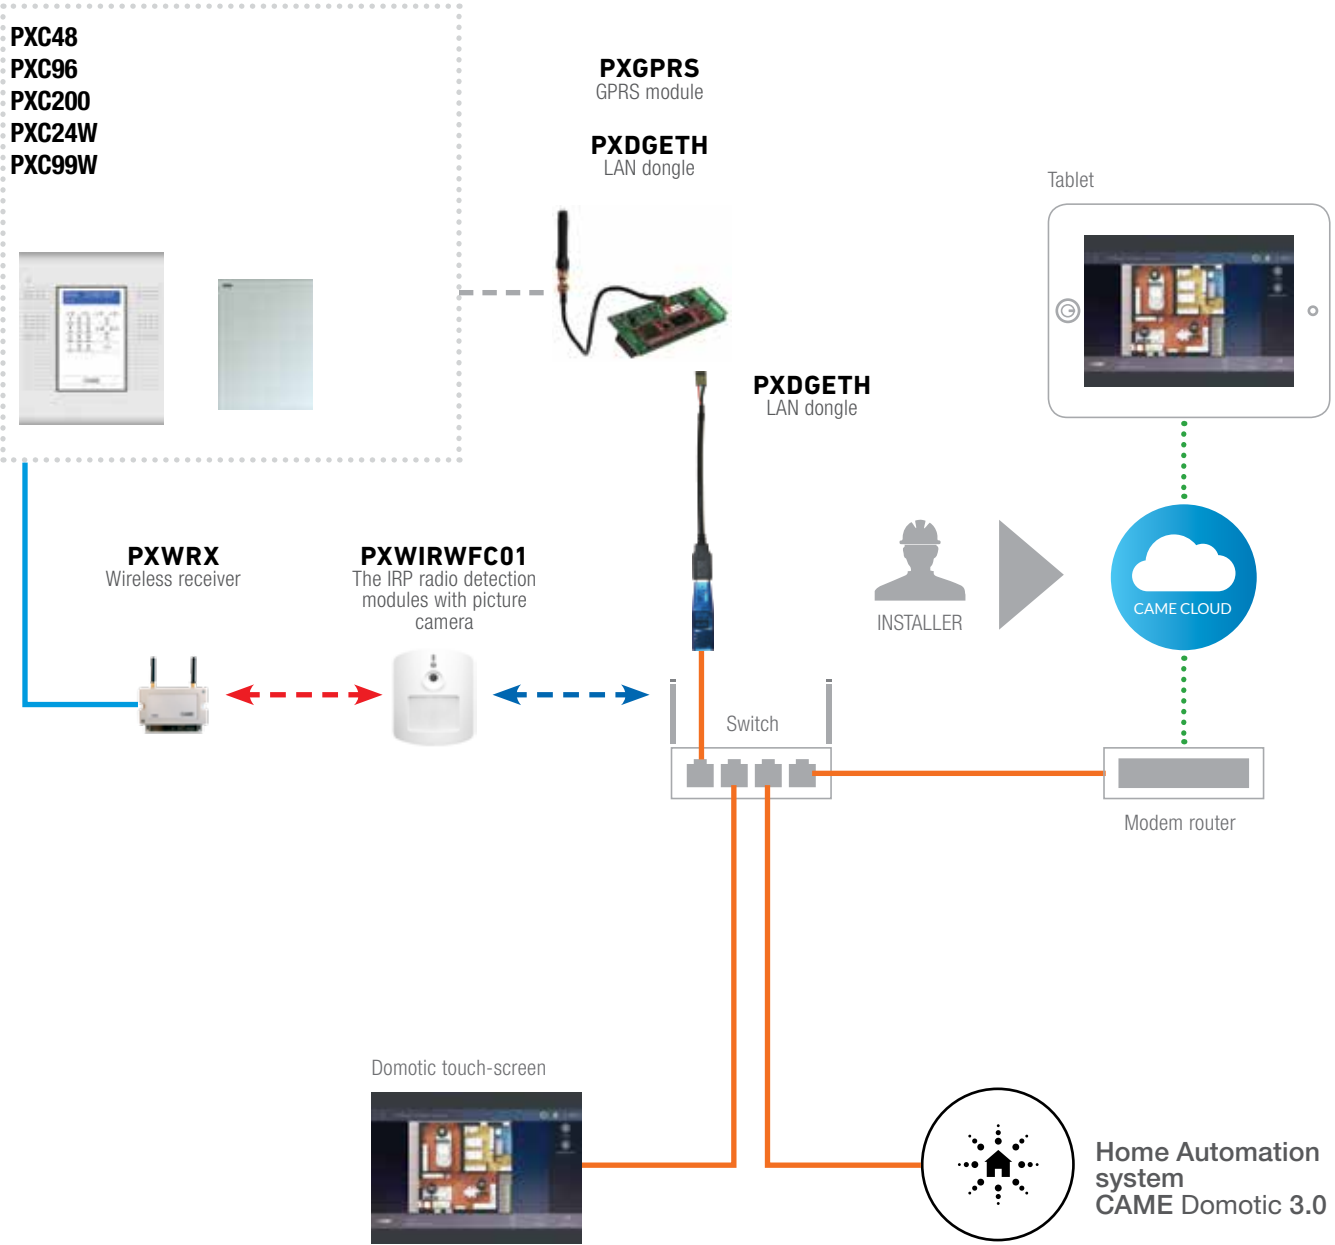 PXC48
PXC96
PXC200
PXC24W
PXC99W
PXGPRS
GPRS module
PXDGETH
LAN dongle
Tablet
PXDGETH
LAN dongle
PXWRX
Wireless receiver
PXWIRWFC01
The IRP radio detection
modules with picture
camera
INSTALLER
CAME CLOUD
Switch
Modem router
Domotic touch-screen
Home Automation
system
CAME Domotic 3.0